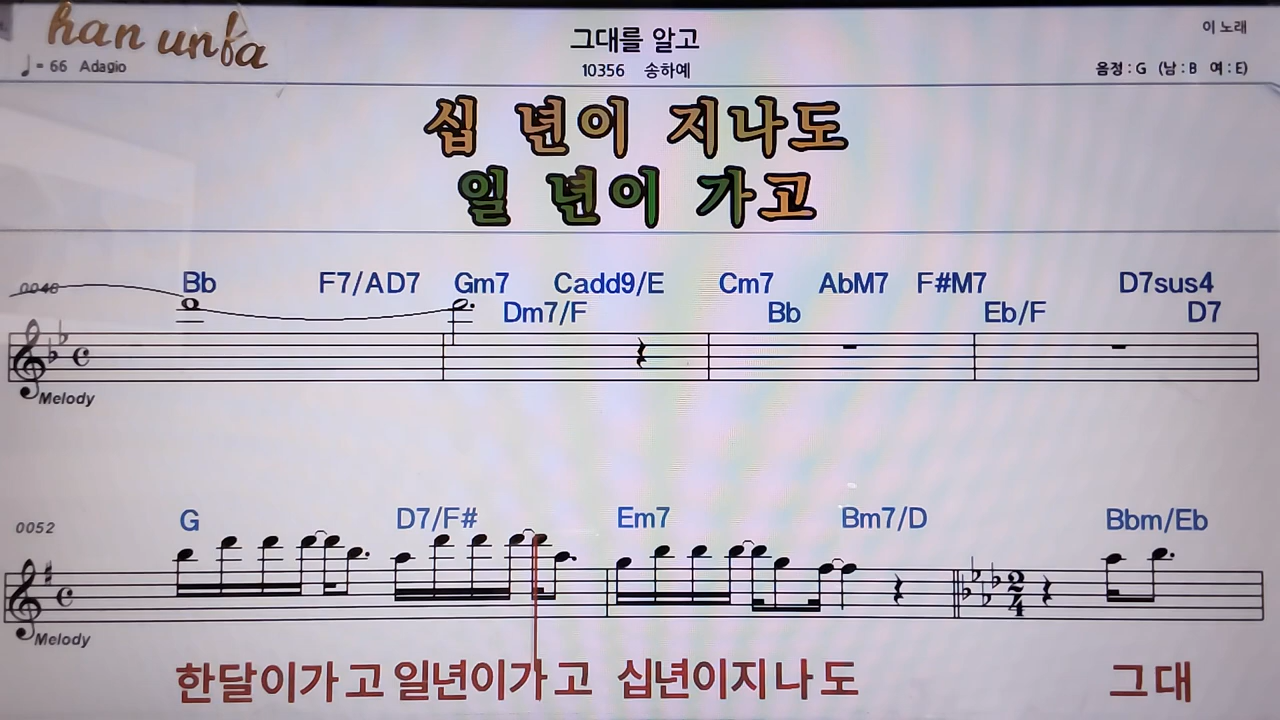 han unfa
그대를 알고
이 노래
♩= 66 Adagio
10356 송하예
음정 : G (남 : B 여 : E)
십 년이 지나도
일 년이 가고
0048
Bb F7/A D7 Gm7 Cadd9/E Cm7 AbM7 F#M7 D7sus4
Dm7/F Bb Eb/F D7
Melody
0052
G D7/F# Em7 Bm7/D Bbm/Eb
2
4
Melody
한달이가 고 일년이가 고 십년이지 나 도 그 대